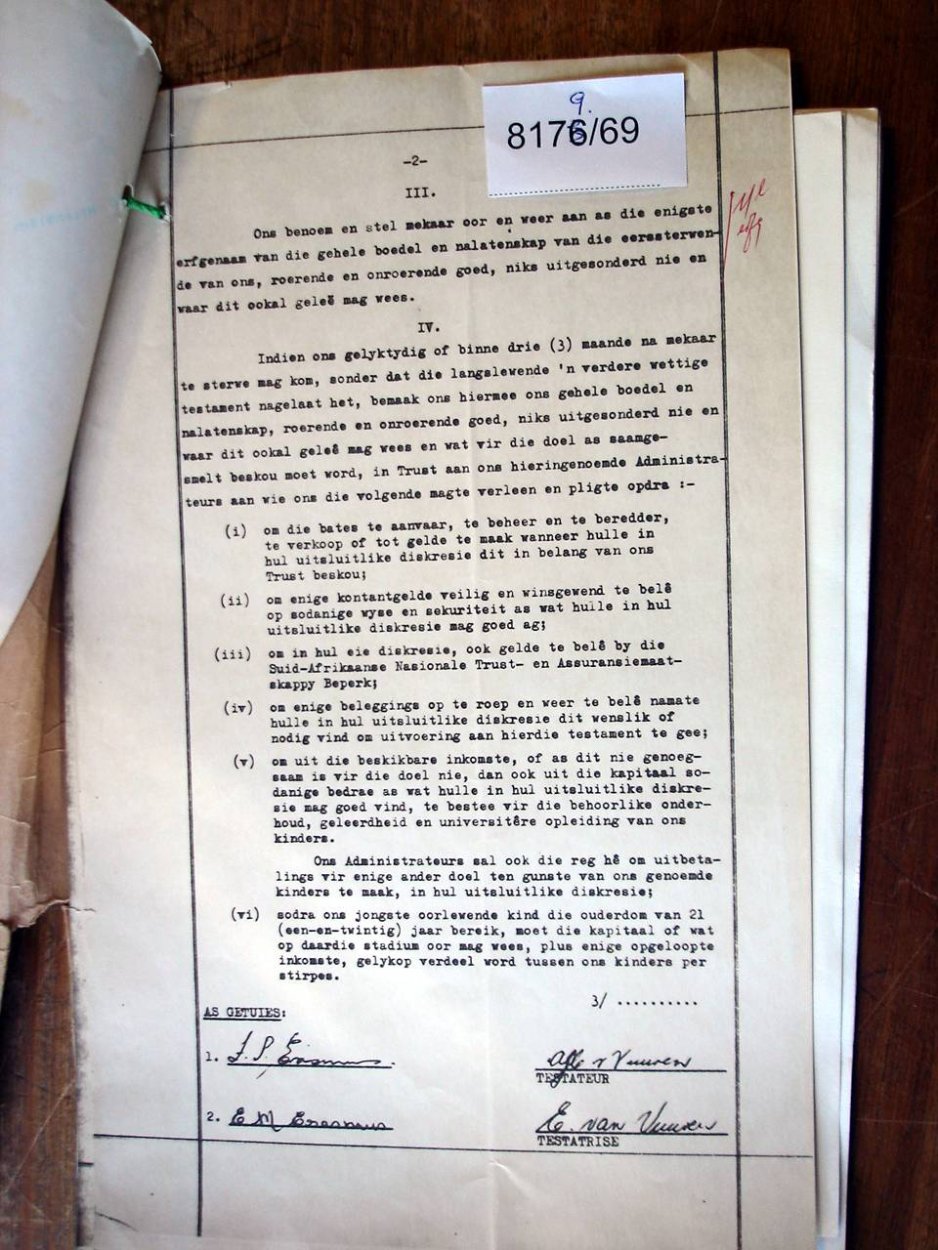 9.
8176/69
-2-
III.
Ons benoem en stel mekaar oor en weer aan as die enigste
erfgenaam van die gehele boedel en nalatenskap van die eerssterwen-
de van ons, roerende en onroerende goed, niks uitgesonderd nie en
waar dit ookal geleë mag wees.
IV.
Indien ons gelyktydig of binne drie (3) maande na mekaar
te sterwe mag kom, sonder dat die langslewende 'n verdere wettige
testament nagelaat het, bemaak ons hiermee ons gehele boedel en
nalatenskap, roerende en onroerende goed, niks uitgesonderd nie en
waar dit ookal geleê mag wees en wat vir die doel as saamge-
smelt beskou moet word, in Trust aan ons hieringenoemde Administra-
teurs aan wie ons die volgende magte verleen en pligte opdra :-
(i) om die bates te aanvaar, te beheer en te beredder,
te verkoop of tot gelde te maak wanneer hulle in
hul uitsluitlike diskresie dit in belang van ons
Trust beskou;
(ii) om enige kontantgelde veilig en winsgewend te belê
op sodanige wyse en sekuriteit as wat hulle in hul
uitsluitlike diskresie mag goed ag;
(iii) om in hul eie diskresie, ook gelde te belê by die
Suid-Afrikaanse Nasionale Trust- en Assuransiemaat-
skappy Beperk;
(iv) om enige beleggings op te roep en weer te belê namate
hulle in hul uitsluitlike diskresie dit wenslik of
nodig vind om uitvoering aan hierdie testament te gee;
(v) om uit die beskikbare inkomste, of as dit nie genoeg-
saam is vir die doel nie, dan ook uit die kapitaal so-
danige bedrae as wat hulle in hul uitsluitlike diskre-
sie mag goed vind, te bestee vir die behoorlike onder-
houd, geleerdheid en universitêre opleiding van ons
kinders.
Ons Administrateurs sal ook die reg hê om uitbeta-
lings vir enige ander doel ten gunste van ons genoemde
kinders te maak, in hul uitsluitlike diskresie;
(vi) sodra ons jongste oorlewende kind die ouderdom van 21
(een-en-twintig) jaar bereik, moet die kapitaal of wat
op daardie stadium oor mag wees, plus enige opgeloopte
inkomste, gelykop verdeel word tussen ons kinders per
stirpes.
3/ ..........
AS GETUIES:
1. J. P. Erasmus. v Vuuren
TESTATEUR
2. E M Erasmus E. van Vuuren
TESTATRISE